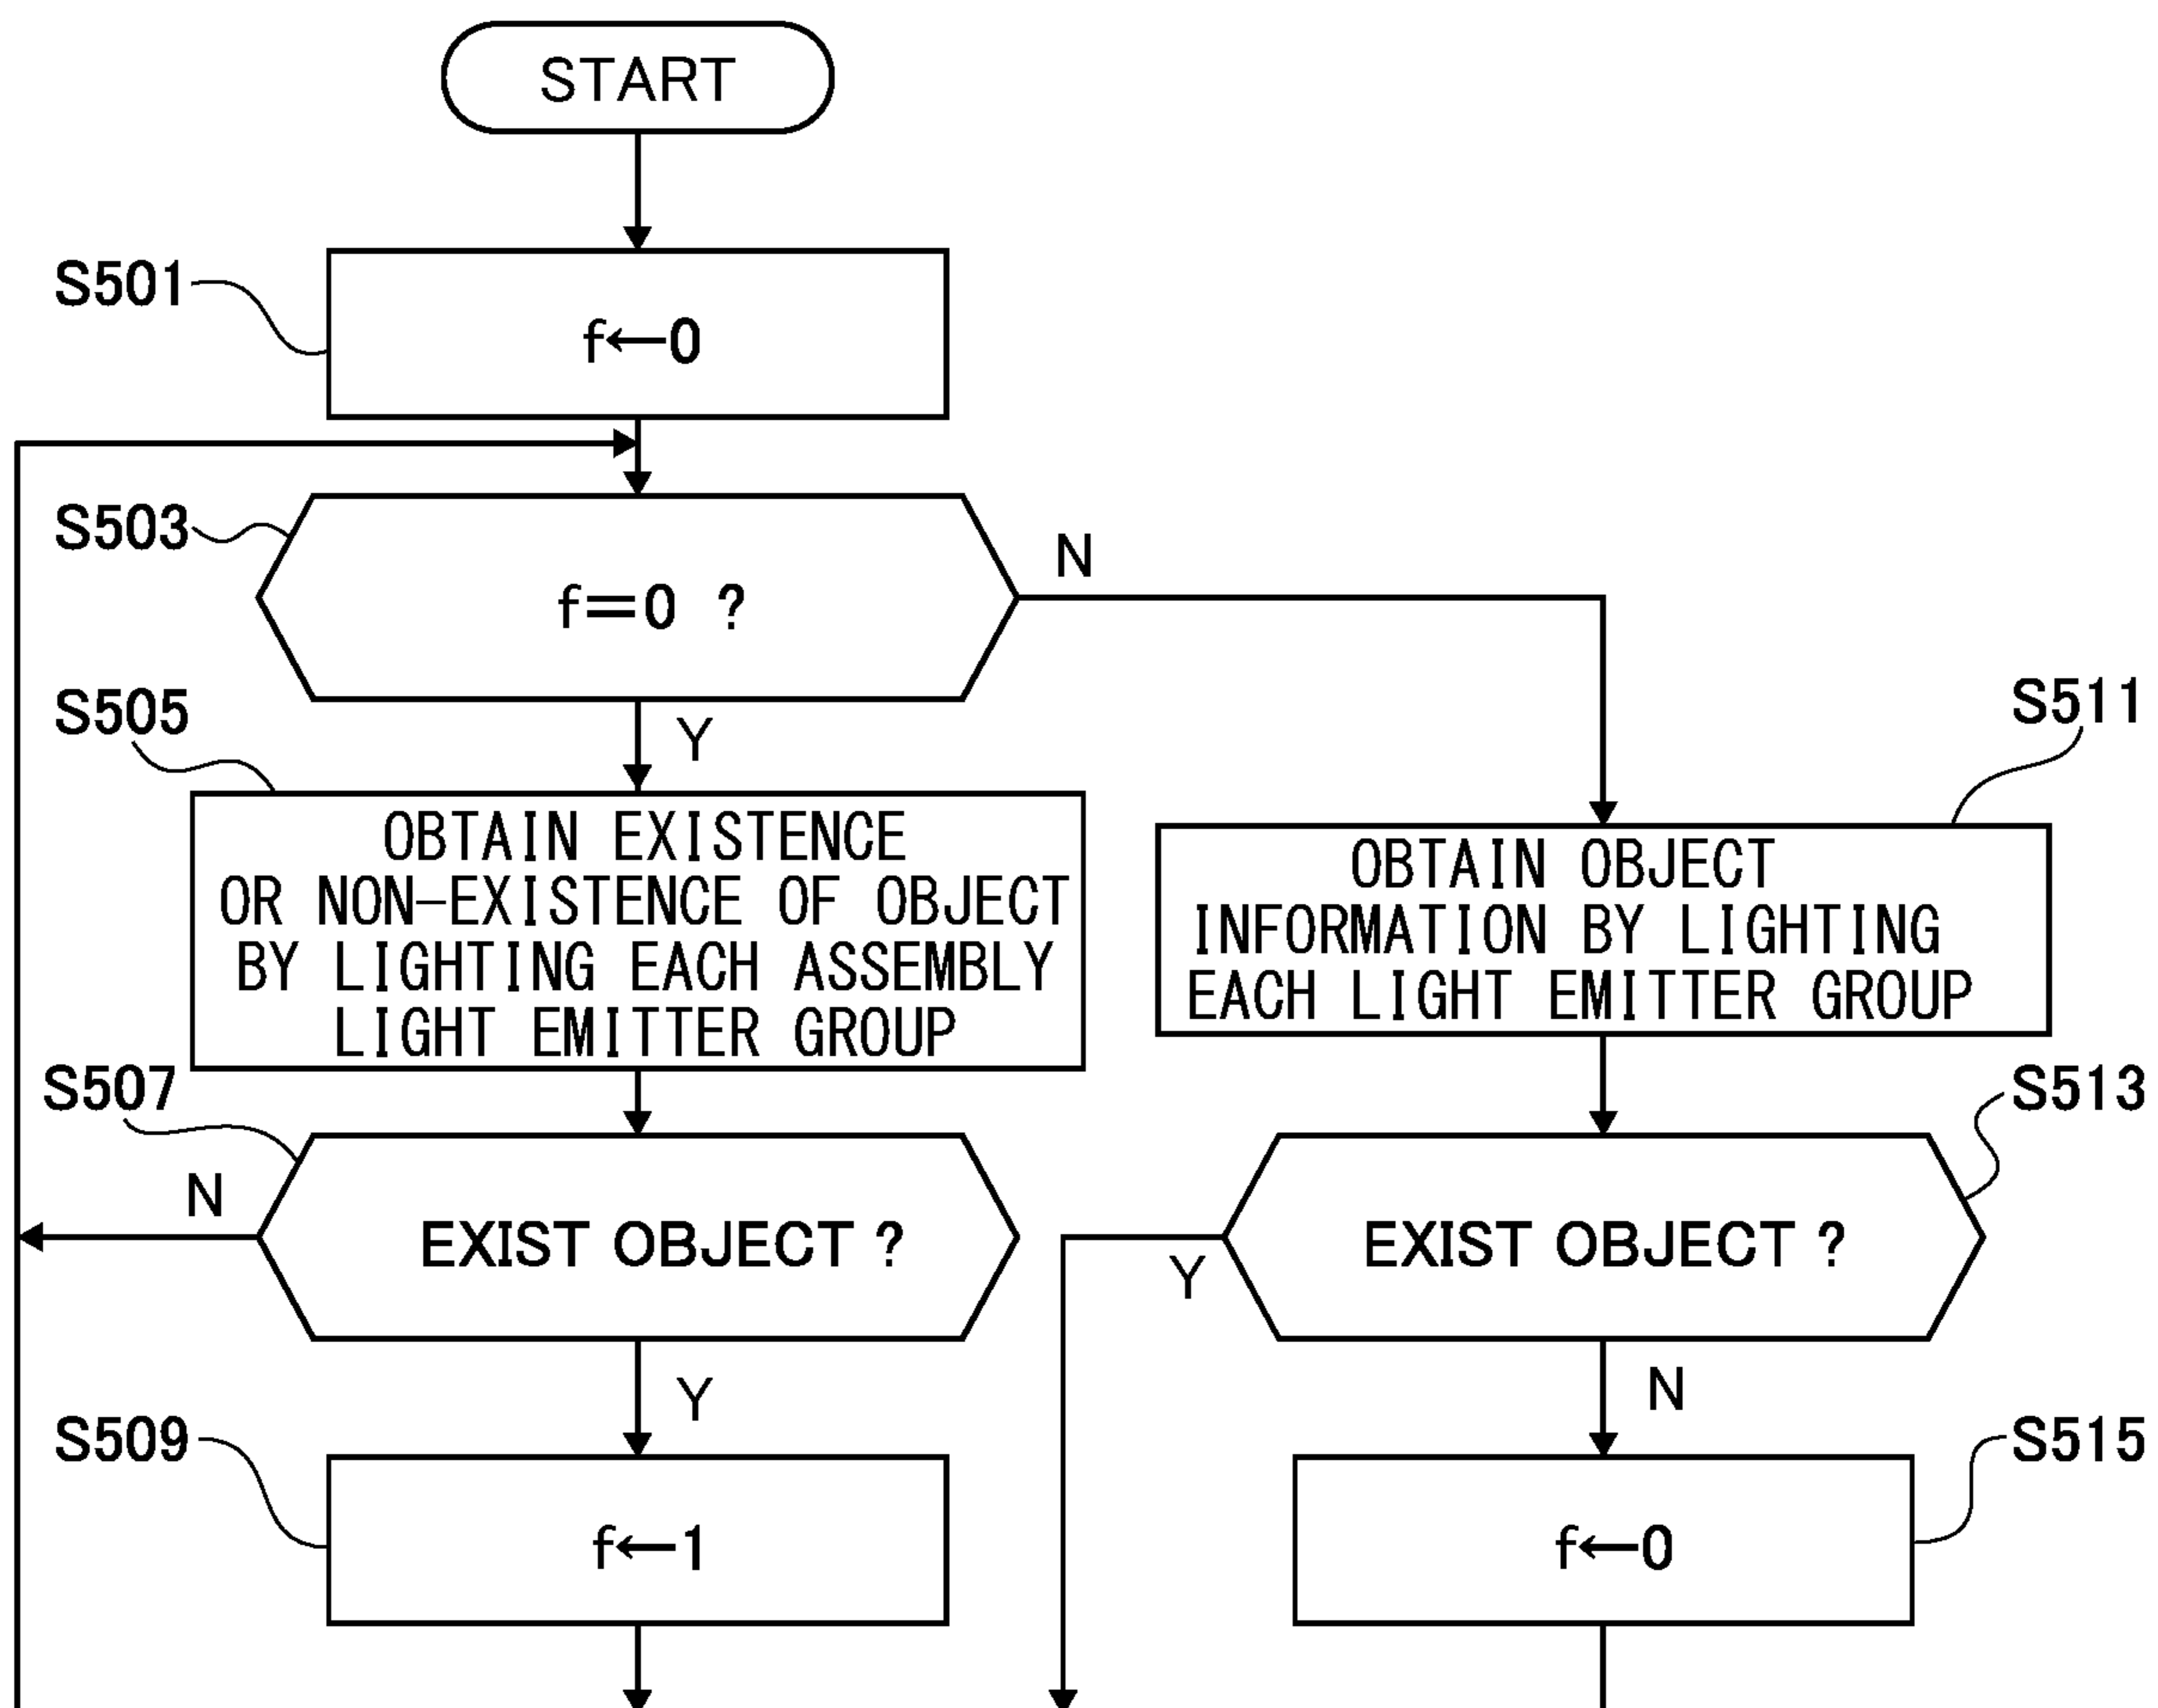 START
S501
f←0
S503
f=0 ?
N
Y
S505
OBTAIN EXISTENCE
OR NON-EXISTENCE OF OBJECT
BY LIGHTING EACH ASSEMBLY
LIGHT EMITTER GROUP
S511
OBTAIN OBJECT
INFORMATION BY LIGHTING
EACH LIGHT EMITTER GROUP
S507
N
EXIST OBJECT ?
Y
S513
EXIST OBJECT ?
Y
N
S509
f←1
S515
f←0